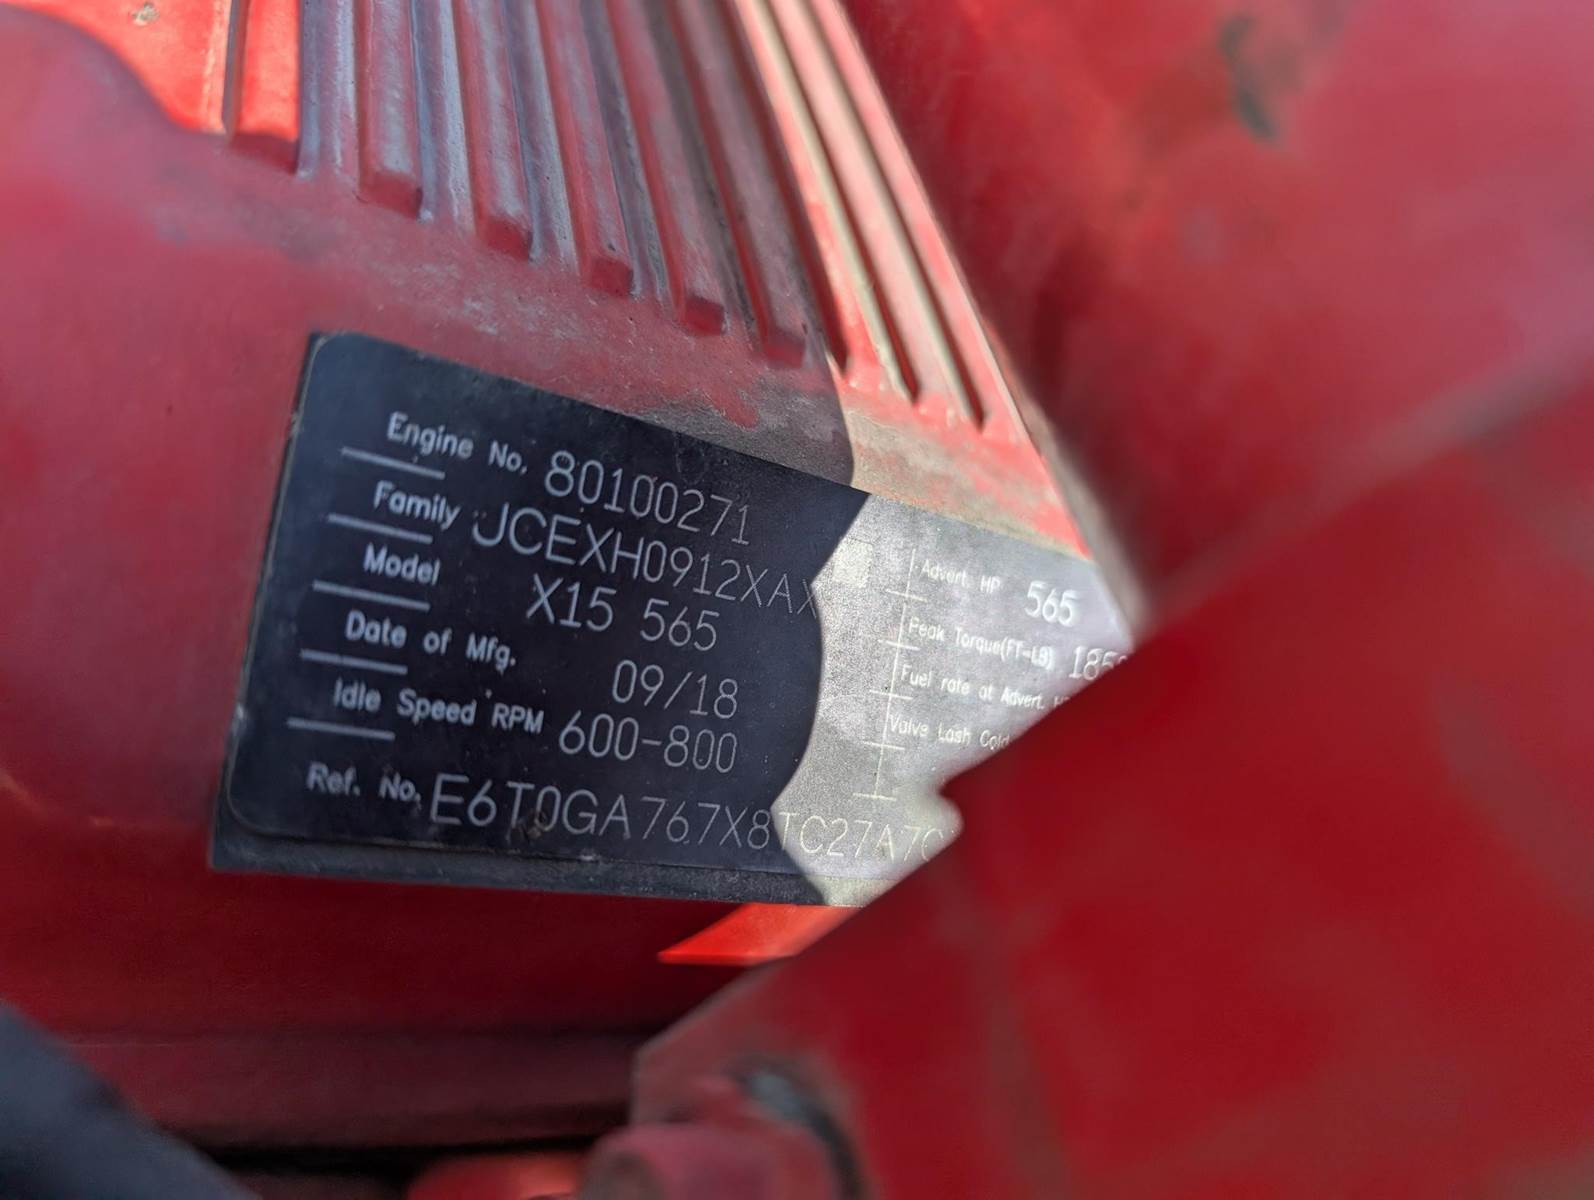 Engine No. 80100271
Family JCEXH0912XAX
Model X15 565
Date of Mfg. 09/18
Idle Speed RPM 600-800
Ref. No. E6T0GA767X8TC27A7
Advert. HP 565
Peak Torque(FT-LB) 185
Fuel rate at Advert.
Valve Lash Cold